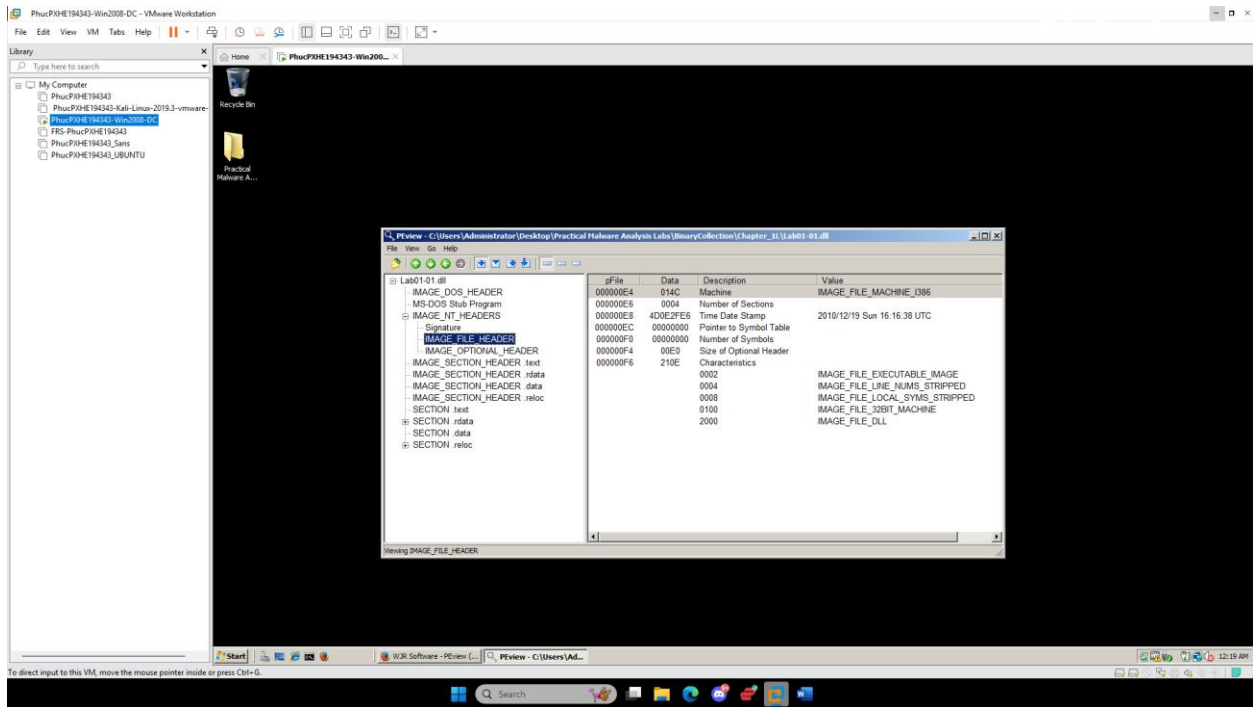 PhucPXHE194343-Win2008-DC - VMware Workstation
File Edit View VM Tabs Help
Library
Type here to search
My Computer
PhucPXHE194343
PhucPXHE194343-Kali-Linux-2019.3-vmware-
PhucPXHE194343-Win2008-DC
FRS-PhucPXHE194343
PhucPXHE194343_Sans
PhucPXHE194343_UBUNTU
Home
PhucPXHE194343-Win200...
Recycle Bin
Practical
Malware A...
PEview - C:\Users\Administrator\Desktop\Practical Malware Analysis Labs\BinaryCollection\Chapter_1L\Lab01-01.dll
File View Go Help
Lab01-01.dll
IMAGE_DOS_HEADER
MS-DOS Stub Program
IMAGE_NT_HEADERS
Signature
IMAGE_FILE_HEADER
IMAGE_OPTIONAL_HEADER
IMAGE_SECTION_HEADER .text
IMAGE_SECTION_HEADER .rdata
IMAGE_SECTION_HEADER .data
IMAGE_SECTION_HEADER .reloc
SECTION .text
SECTION .rdata
SECTION .data
SECTION .reloc
pFile Data Description Value
000000E4 014C Machine IMAGE_FILE_MACHINE_I386
000000E6 0004 Number of Sections
000000E8 4D0E2FE6 Time Date Stamp 2010/12/19 Sun 16:16:38 UTC
000000EC 00000000 Pointer to Symbol Table
000000F0 00000000 Number of Symbols
000000F4 00E0 Size of Optional Header
000000F6 210E Characteristics
0002 IMAGE_FILE_EXECUTABLE_IMAGE
0004 IMAGE_FILE_LINE_NUMS_STRIPPED
0008 IMAGE_FILE_LOCAL_SYMS_STRIPPED
0100 IMAGE_FILE_32BIT_MACHINE
2000 IMAGE_FILE_DLL
Viewing IMAGE_FILE_HEADER
Start
WJR Software - PEview (...
PEview - C:\Users\Ad...
12:19 AM
To direct input to this VM, move the mouse pointer inside or press Ctrl+G.
Search